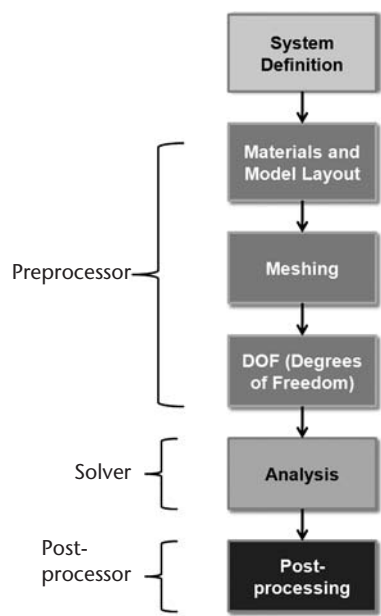 System
Definition
Materials and
Model Layout
Preprocessor
Meshing
DOF (Degrees
of Freedom)
Solver
Analysis
Post-
processor
Post-
processing